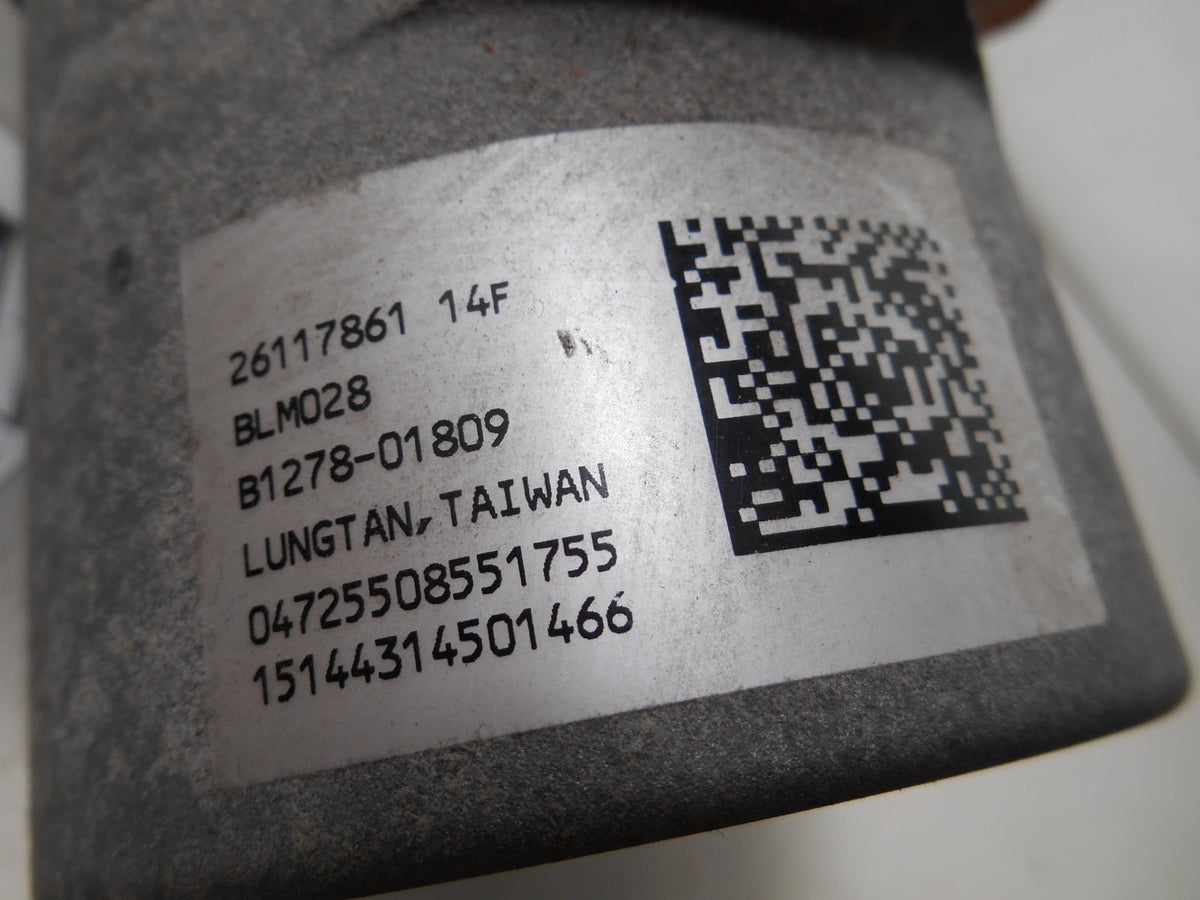 26117861 14F
BLM028
B1278-01809
LUNGTAN, TAIWAN
04725508551755
15144314501466